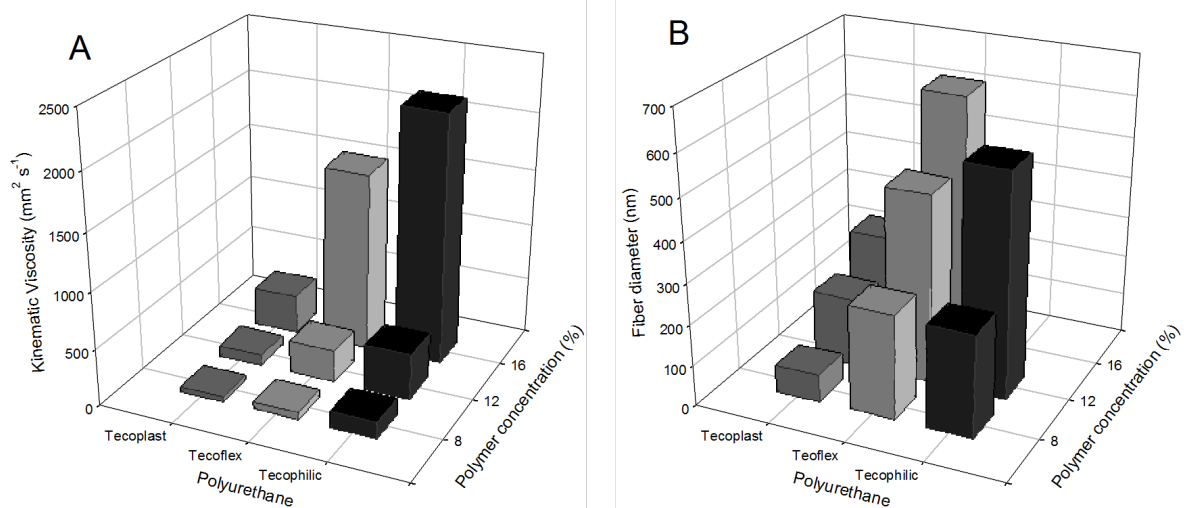 A
Kinematic Viscosity (mm² s⁻¹)
2500
2000
1500
1000
500
0
Tecoplast
Tecoflex
Tecophilic
Polyurethane
8
12
16
Polymer concentration (%)
B
Fiber diameter (nm)
700
600
500
400
300
200
100
0
Tecoplast
Teoflex
Tecophilic
Polyurethane
8
12
16
Polymer concentration (%)